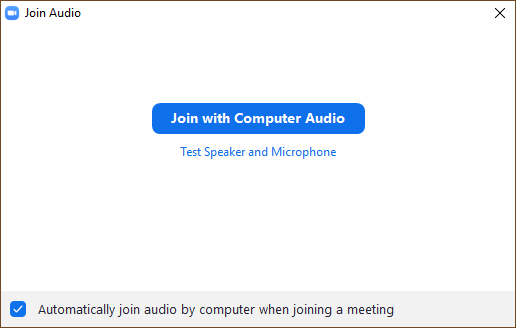 Join Audio
Join with Computer Audio
Test Speaker and Microphone
Automatically join audio by computer when joining a meeting